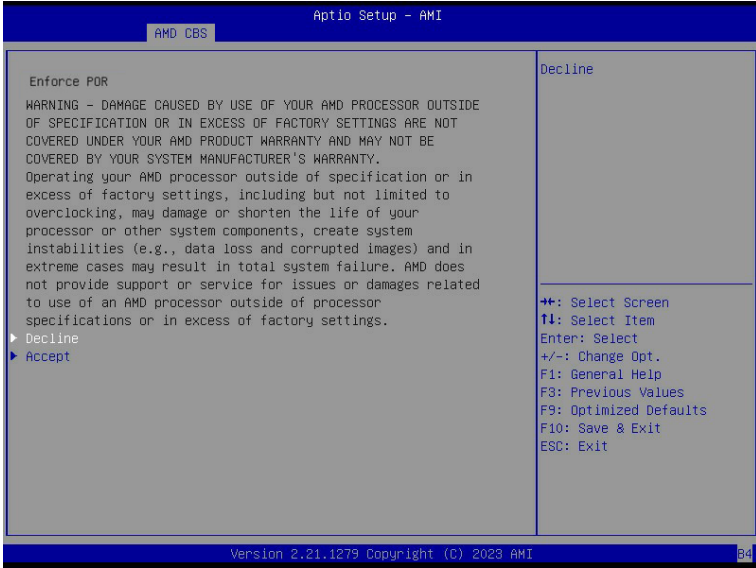 Aptio Setup - AMI
AMD CBS
Enforce POR
WARNING - DAMAGE CAUSED BY USE OF YOUR AMD PROCESSOR OUTSIDE
OF SPECIFICATION OR IN EXCESS OF FACTORY SETTINGS ARE NOT
COVERED UNDER YOUR AMD PRODUCT WARRANTY AND MAY NOT BE
COVERED BY YOUR SYSTEM MANUFACTURER'S WARRANTY.
Operating your AMD processor outside of specification or in
excess of factory settings, including but not limited to
overclocking, may damage or shorten the life of your
processor or other system components, create system
instabilities (e.g., data loss and corrupted images) and in
extreme cases may result in total system failure. AMD does
not provide support or service for issues or damages related
to use of an AMD processor outside of processor
specifications or in excess of factory settings.
Decline
Accept
Decline
→←: Select Screen
↑↓: Select Item
Enter: Select
+/-: Change Opt.
F1: General Help
F3: Previous Values
F9: Optimized Defaults
F10: Save & Exit
ESC: Exit
Version 2.21.1279 Copyright (C) 2023 AMI
B4